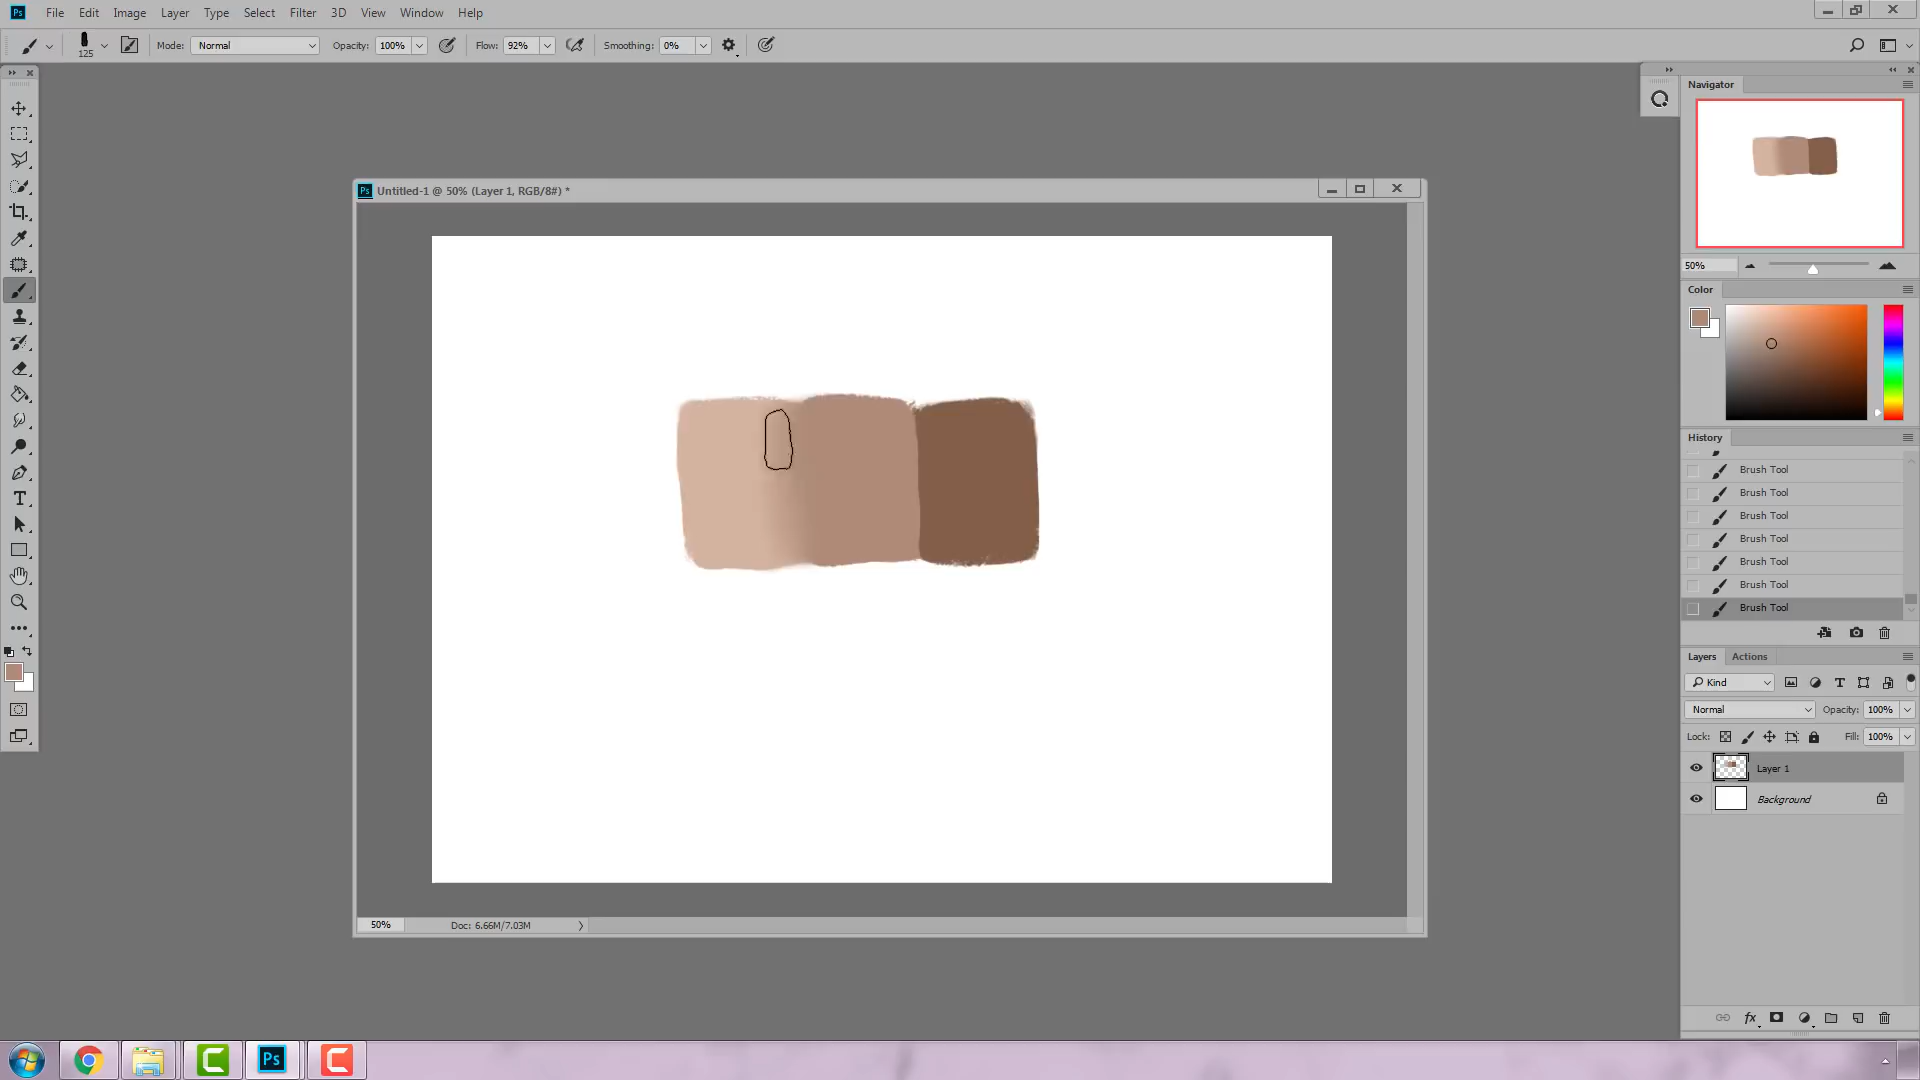 Ps File Edit Image Layer Type Select Filter 3D View Window Help
125 Mode: Normal Opacity: 100% Flow: 92% Smoothing: 0%
Navigator
Ps Untitled-1 @ 50% (Layer 1, RGB/8#) *
50%
Color
History
Brush Tool
Brush Tool
Brush Tool
Brush Tool
Brush Tool
Brush Tool
Brush Tool
Layers Actions
Kind
Normal Opacity: 100%
Lock: Fill: 100%
Layer 1
Background
50% Doc: 6.66M/7.03M
Ps